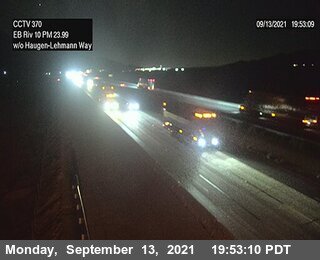 CCTV 370
09/13/2021 19:53:09
EB Riv 10 PM 23.99
w/o Haugen-Lehmann Way
Monday, September 13, 2021 19:53:10 PDT